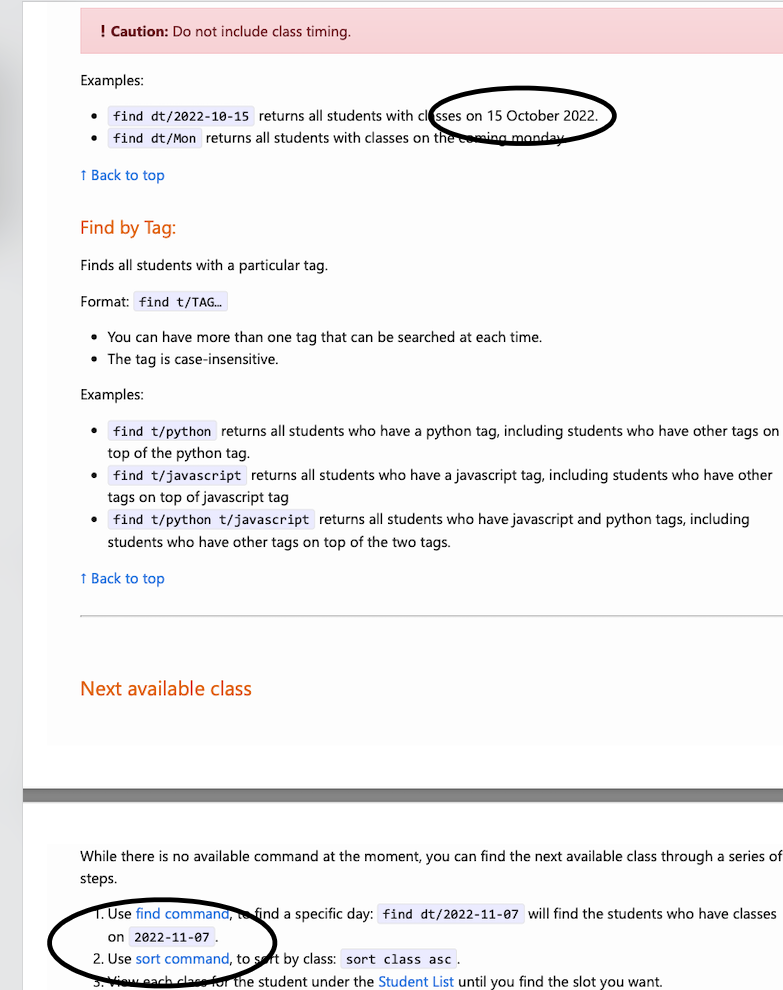 ! Caution: Do not include class timing.
Examples:
• find dt/2022-10-15 returns all students with classes on 15 October 2022.
• find dt/Mon returns all students with classes on the coming monday
↑ Back to top
Find by Tag:
Finds all students with a particular tag.
Format: find t/TAG…
• You can have more than one tag that can be searched at each time.
• The tag is case-insensitive.
Examples:
• find t/python returns all students who have a python tag, including students who have other tags on
top of the python tag.
• find t/javascript returns all students who have a javascript tag, including students who have other
tags on top of javascript tag
• find t/python t/javascript returns all students who have javascript and python tags, including
students who have other tags on top of the two tags.
↑ Back to top
Next available class
While there is no available command at the moment, you can find the next available class through a series of
steps.
1. Use find command, to find a specific day: find dt/2022-11-07 will find the students who have classes
on 2022-11-07.
2. Use sort command, to sort by class: sort class asc.
3. View each class for the student under the Student List until you find the slot you want.